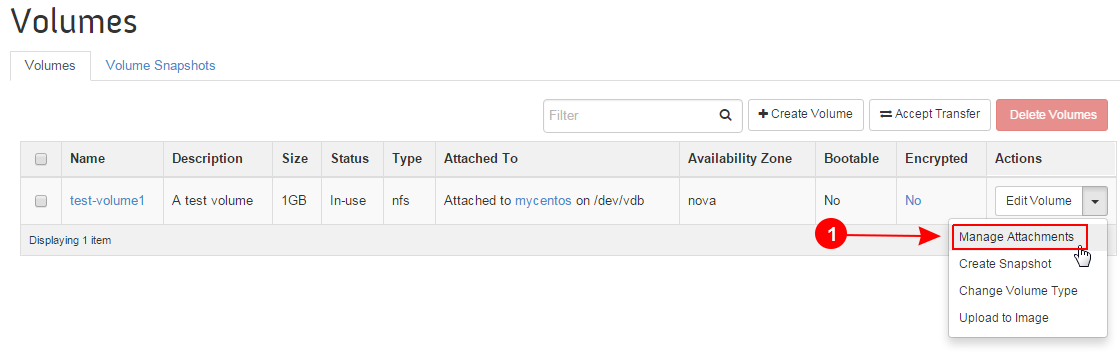 Volumes
Volumes Volume Snapshots
Filter Create Volume Accept Transfer Delete Volumes
Name Description Size Status Type Attached To Availability Zone Bootable Encrypted Actions
test-volume1 A test volume 1GB In-use nfs Attached to mycentos on /dev/vdb nova No No Edit Volume
Displaying 1 item
1 Manage Attachments
Create Snapshot
Change Volume Type
Upload to Image